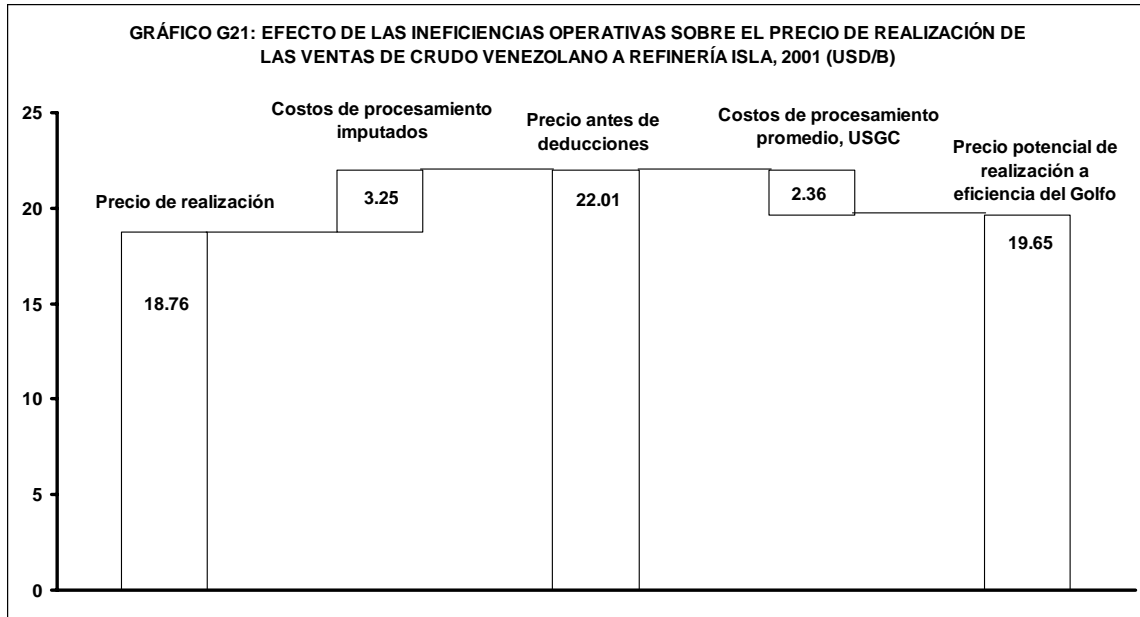 GRÁFICO G21: EFECTO DE LAS INEFICIENCIAS OPERATIVAS SOBRE EL PRECIO DE REALIZACIÓN DE
LAS VENTAS DE CRUDO VENEZOLANO A REFINERÍA ISLA, 2001 (USD/B)
25
20
15
10
5
0
Precio de realización
18.76
Costos de procesamiento
imputados
3.25
Precio antes de
deducciones
22.01
Costos de procesamiento
promedio, USGC
2.36
Precio potencial de
realización a
eficiencia del Golfo
19.65